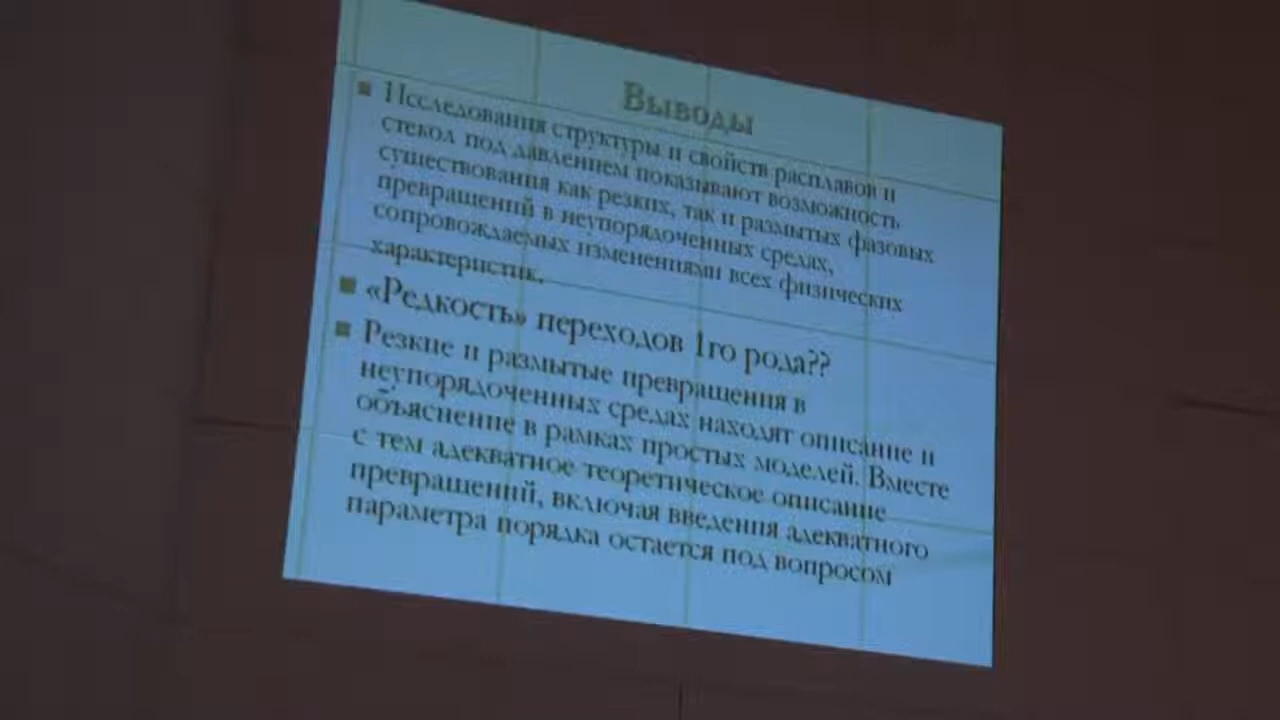 Выводы
▪ Исследования структуры и свойств расплавов и
стекол под давлением показывают возможность
существования как резких, так и размытых фазовых
превращений в неупорядоченных средах,
сопровождаемых изменениями всех физических
характеристик.
▪ «Редкость» переходов 1го рода??
▪ Резкие и размытые превращения в
неупорядоченных средах находят описание и
объяснение в рамках простых моделей. Вместе
с тем адекватное теоретическое описание
превращений, включая введения адекватного
параметра порядка остается под вопросом